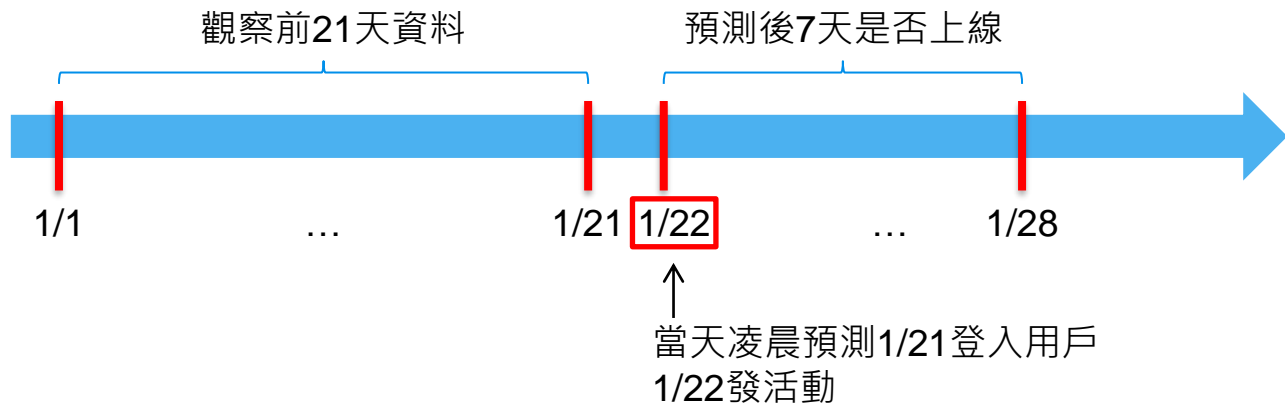 觀察前21天資料
預測後7天是否上線
1/1
…
1/21
1/22
…
1/28
當天凌晨預測1/21登入用戶
1/22發活動